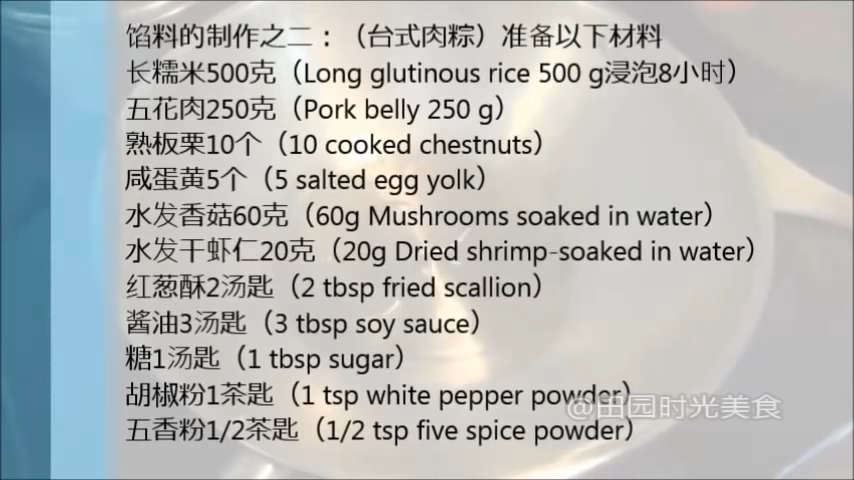 馅料的制作之二：（台式肉粽）准备以下材料
长糯米500克（Long glutinous rice 500 g浸泡8小时）
五花肉250克（Pork belly 250 g）
熟板栗10个（10 cooked chestnuts）
咸蛋黄5个（5 salted egg yolk）
水发香菇60克（60g Mushrooms soaked in water）
水发干虾仁20克（20g Dried shrimp-soaked in water）
红葱酥2汤匙（2 tbsp fried scallion）
酱油3汤匙（3 tbsp soy sauce）
糖1汤匙（1 tbsp sugar）
胡椒粉1茶匙（1 tsp white pepper powder）
@田园时光美食
五香粉1/2茶匙（1/2 tsp five spice powder）